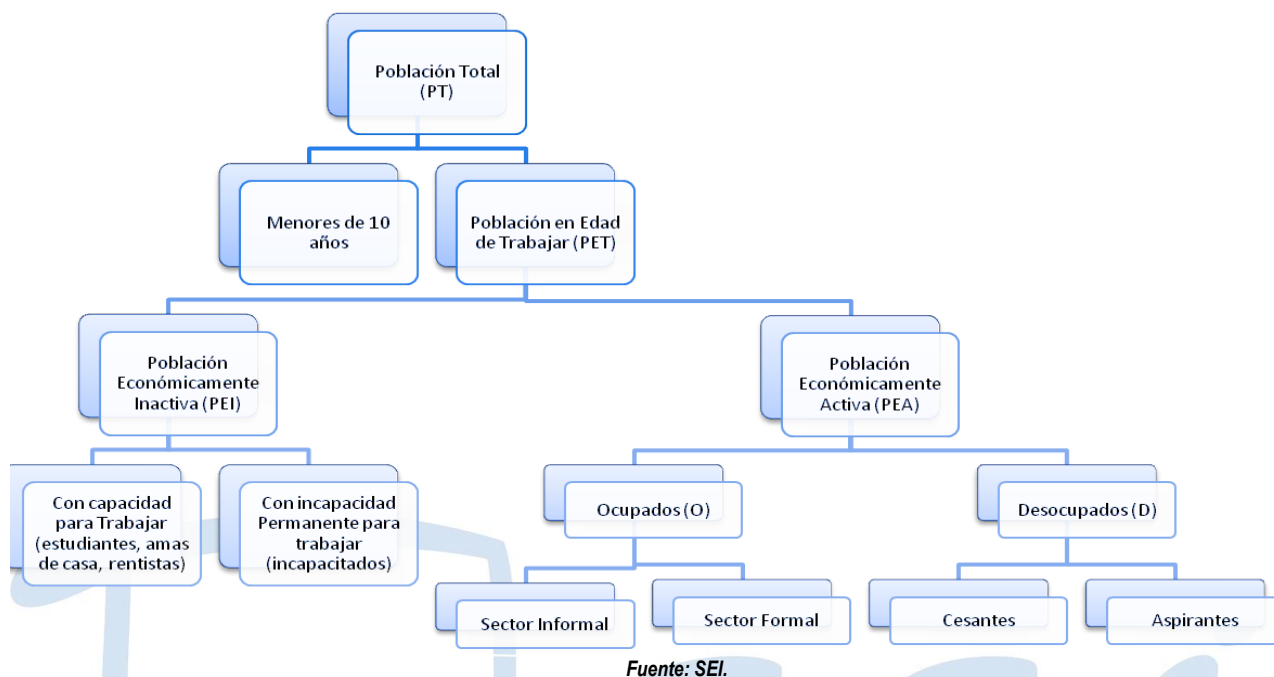 Población Total
(PT)
Menores de 10
años
Población en Edad
de Trabajar (PET)
Población
Económicamente
Inactiva (PEI)
Población
Económicamente
Activa (PEA)
Con capacidad
para Trabajar
(estudiantes, amas
de casa, rentistas)
Con incapacidad
Permanente para
trabajar
(incapacitados)
Ocupados (O)
Desocupados (D)
Sector Informal
Sector Formal
Cesantes
Aspirantes
Fuente: SEI.